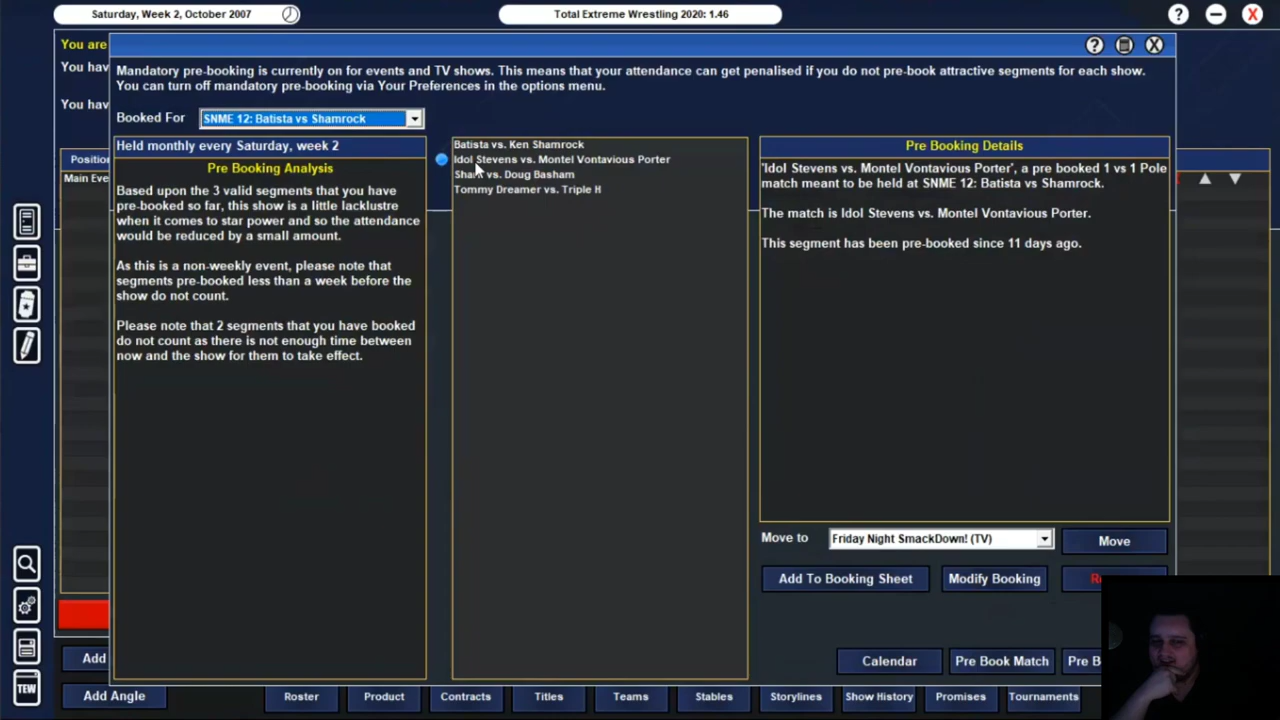 Saturday, Week 2, October 2007
Total Extreme Wrestling 2020: 1.46
You are
You hav
You hav
Mandatory pre-booking is currently on for events and TV shows. This means that your attendance can get penalised if you do not pre-book attractive segments for each show.
You can turn off mandatory pre-booking via Your Preferences in the options menu.
Booked For
SNME 12: Batista vs Shamrock
Held monthly every Saturday, week 2
Pre Booking Analysis
Based upon the 3 valid segments that you have
pre-booked so far, this show is a little lacklustre
when it comes to star power and so the attendance
would be reduced by a small amount.
As this is a non-weekly event, please note that
segments pre-booked less than a week before the
show do not count.
Please note that 2 segments that you have booked
do not count as there is not enough time between
now and the show for them to take effect.
Batista vs. Ken Shamrock
Idol Stevens vs. Montel Vontavious Porter
vs. Doug Basham
Tommy Dreamer vs. Triple H
Pre Booking Details
'Idol Stevens vs. Montel Vontavious Porter', a pre booked 1 vs 1 Pole
match meant to be held at SNME 12: Batista vs Shamrock.
The match is Idol Stevens vs. Montel Vontavious Porter.
This segment has been pre-booked since 11 days ago.
Move to
Friday Night SmackDown! (TV)
Move
Add To Booking Sheet
Modify Booking
Calendar
Pre Book Match
Pre B
Position
Main Eve
Add
Add Angle
Roster
Product
Contracts
Titles
Teams
Stables
Storylines
Show History
Promises
Tournaments
TEW